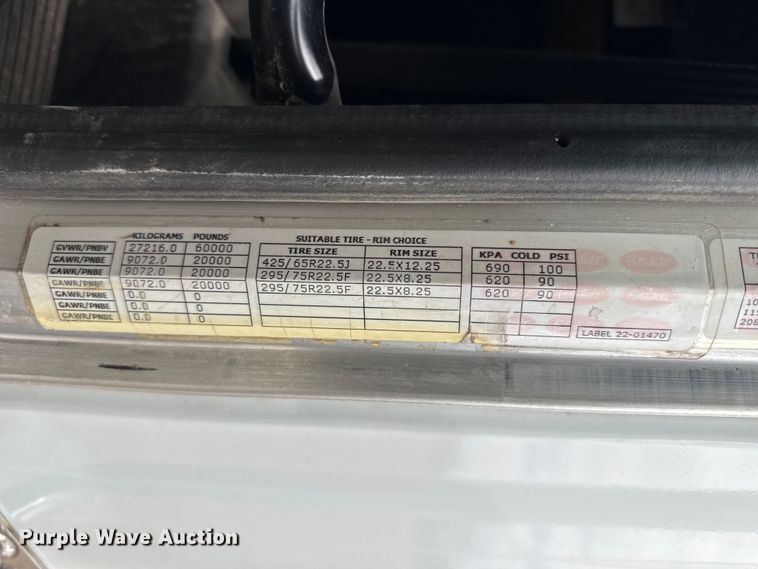 KILOGRAMS POUNDS
GVWR/PNBV 27216.0 60000
GAWR/PNBE 9072.0 20000
GAWR/PNBE 9072.0 20000
GAWR/PNBE 9072.0 20000
GAWR/PNBE 0.0 0
GAWR/PNBE 0.0 0
GAWR/PNBE 0.0 0
SUITABLE TIRE - RIM CHOICE
TIRE SIZE RIM SIZE
425/65R22.5J 22.5X12.25
295/75R22.5F 22.5X8.25
295/75R22.5F 22.5X8.25
KPA COLD PSI
690 100
620 90
620 90
LABEL 22-01470
Purple Wave Auction